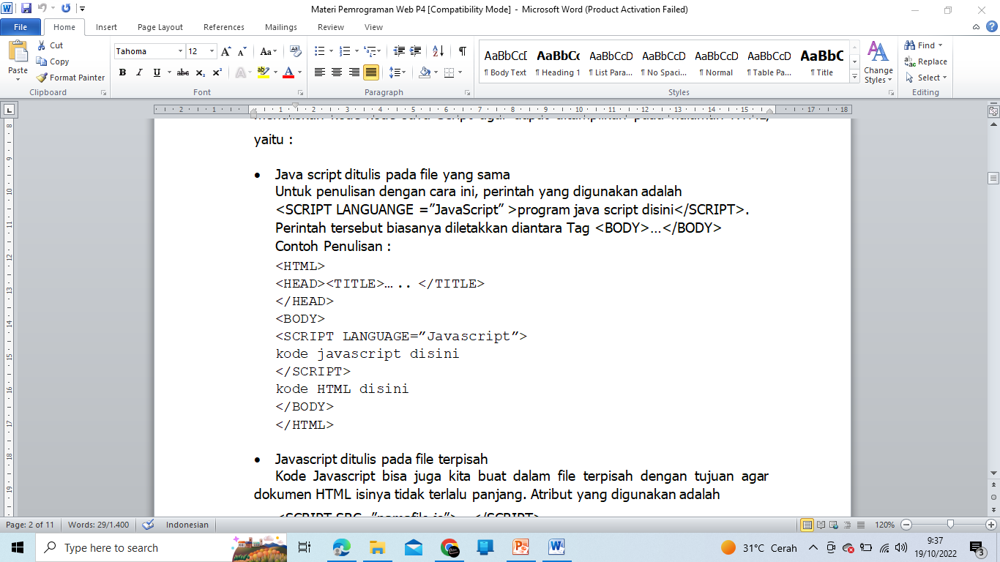 Materi Pemrograman Web P4 [Compatibility Mode] - Microsoft Word (Product Activation Failed)
File Home Insert Page Layout References Mailings Review View
Paste
Cut
Copy
Format Painter
Clipboard
Tahoma 12
Font
Paragraph
AaBbCcI AaBbCc AaBbCcD AaBbCcD AaBbCcD AaBbCcD AaBbC
¶ Body Text ¶ Heading 1 ¶ List Para... ¶ No Spaci... ¶ Normal ¶ Table Pa... ¶ Title
Change Styles
Styles
Find
Replace
Select
Editing
yaitu :
• Java script ditulis pada file yang sama
Untuk penulisan dengan cara ini, perintah yang digunakan adalah
<SCRIPT LANGUANGE =”JavaScript” >program java script disini</SCRIPT>.
Perintah tersebut biasanya diletakkan diantara Tag <BODY>…</BODY>
Contoh Penulisan :
<HTML>
<HEAD><TITLE>… .. </TITLE>
</HEAD>
<BODY>
<SCRIPT LANGUAGE=”Javascript”>
kode javascript disini
</SCRIPT>
kode HTML disini
</BODY>
</HTML>
• Javascript ditulis pada file terpisah
Kode Javascript bisa juga kita buat dalam file terpisah dengan tujuan agar
dokumen HTML isinya tidak terlalu panjang. Atribut yang digunakan adalah
Page: 2 of 11 Words: 29/1.400 Indonesian 120%
Type here to search
31°C Cerah
9:37
19/10/2022
3